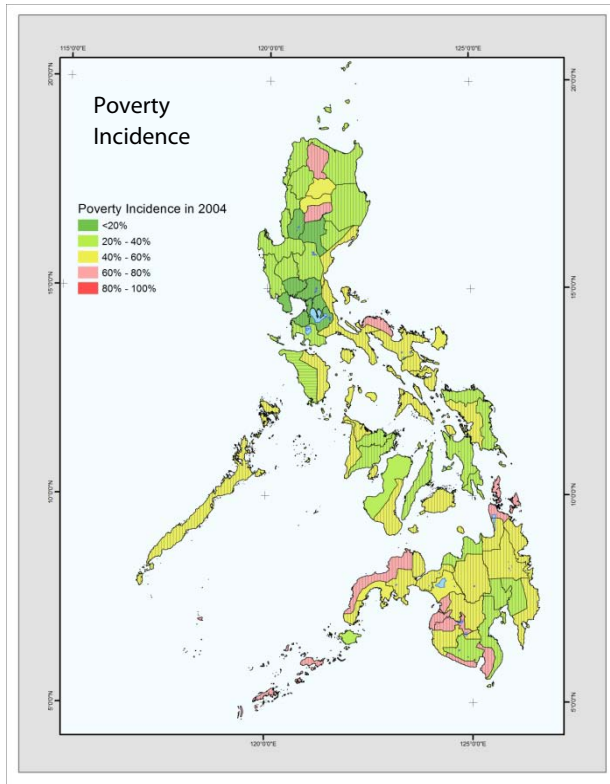 115°0'0"E 120°0'0"E 125°0'0"E
20°0'0"N
20°0'0"N
Poverty
Incidence
Poverty Incidence in 2004
<20%
20% - 40%
40% - 60%
60% - 80%
80% - 100%
15°0'0"N
15°0'0"N
10°0'0"N
10°0'0"N
5°0'0"N
5°0'0"N
120°0'0"E 125°0'0"E